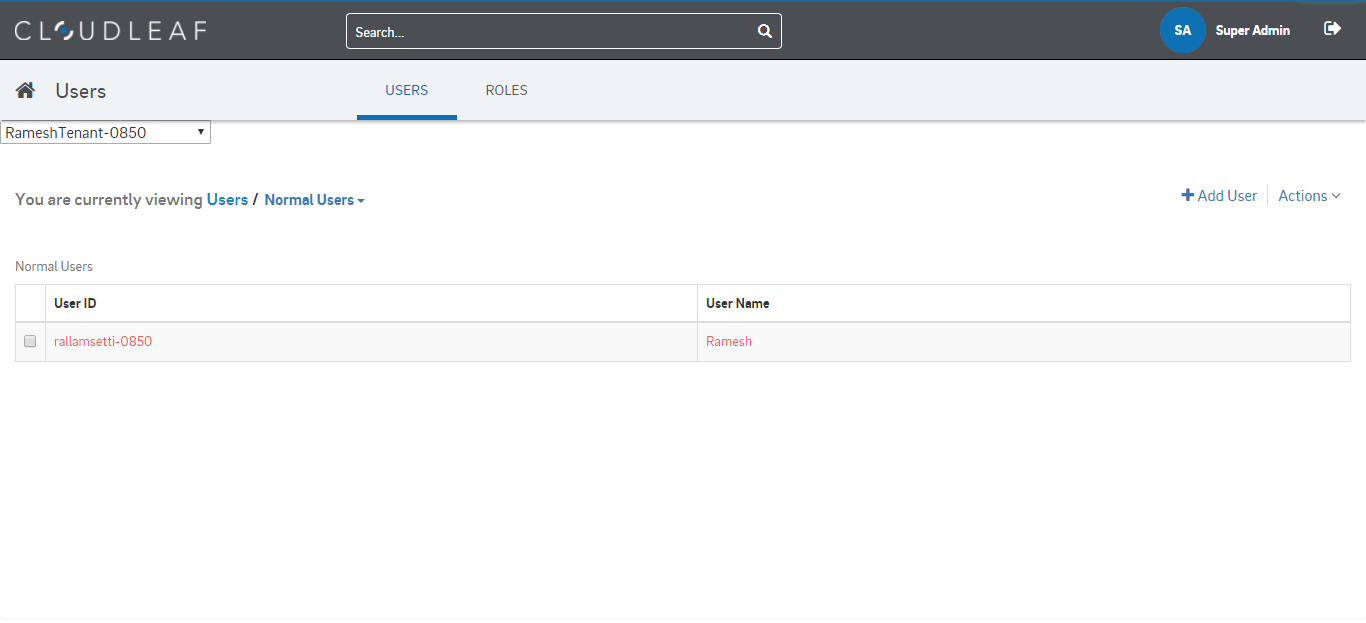 CLOUDLEAF
Search...
SA
Super Admin
Users
USERS
ROLES
RameshTenant-0850
You are currently viewing Users / Normal Users
Add User
Actions
Normal Users
User ID
User Name
rallamsetti-0850
Ramesh